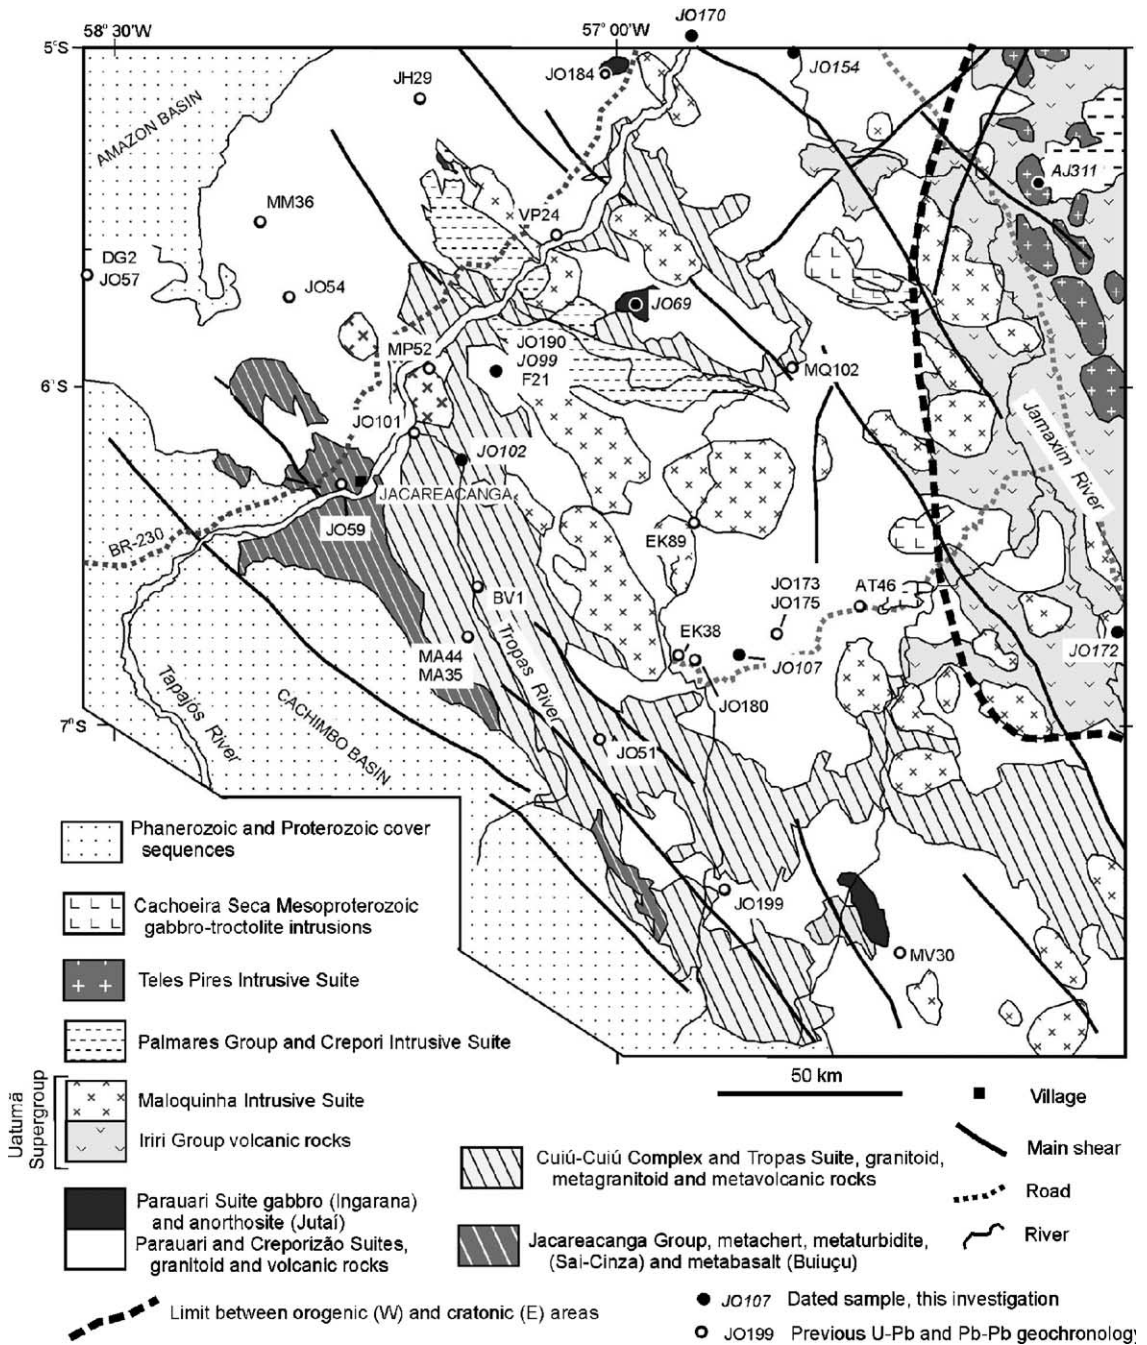 58° 30'W
57° 00'W
JO170
5°S
JO184
JO154
JH29
AMAZON BASIN
AJ311
MM36
VP24
DG2
JO57
JO54
JO69
JO190
MP52
JO99
F21
MQ102
6°S
JO101
JO102
Jamaxim River
JACAREACANGA
JO59
BR-230
EK89
JO173
JO175
AT46
BV1
EK38
JO172
MA44
MA35
Tropas River
JO107
JO180
Tapajós River
CACHIMBO BASIN
7°S
JO51
JO199
MV30
Phanerozoic and Proterozoic cover
sequences
Cachoeira Seca Mesoproterozoic
gabbro-troctolite intrusions
Teles Pires Intrusive Suite
Palmares Group and Crepori Intrusive Suite
Uatumã
Supergroup
Maloquinha Intrusive Suite
Iriri Group volcanic rocks
Parauari Suite gabbro (Ingarana)
and anorthosite (Jutaí)
Parauari and Creporizão Suites,
granitoid and volcanic rocks
Limit between orogenic (W) and cratonic (E) areas
50 km
Cuiú-Cuiú Complex and Tropas Suite, granitoid,
metagranitoid and metavolcanic rocks
Jacareacanga Group, metachert, metaturbidite,
(Sai-Cinza) and metabasalt (Buiuçu)
Village
Main shear
Road
River
JO107 Dated sample, this investigation
JO199 Previous U-Pb and Pb-Pb geochronology